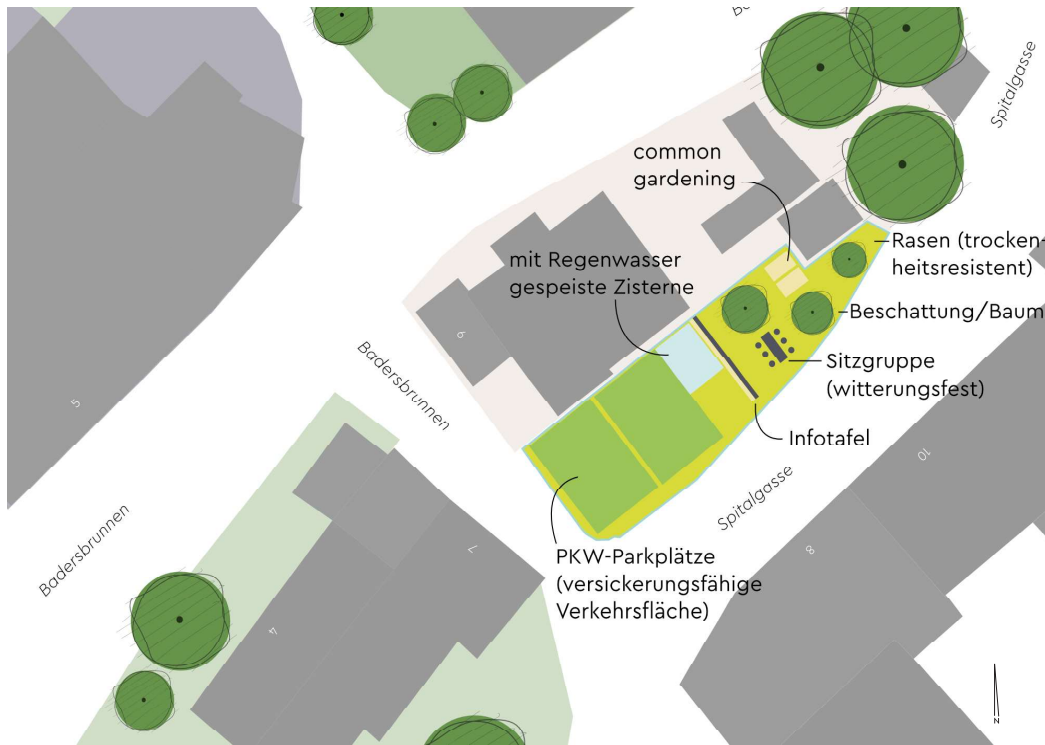 Spitalgasse
common
gardening
Rasen (trocken-
heitsresistent)
mit Regenwasser
gespeiste Zisterne
Beschattung/Baum
9
Badersbrunnen
Sitzgruppe
(witterungsfest)
5
Infotafel
10
Spitalgasse
Badersbrunnen
7
8
PKW-Parkplätze
(versickerungsfähige
Verkehrsfläche)
4
N